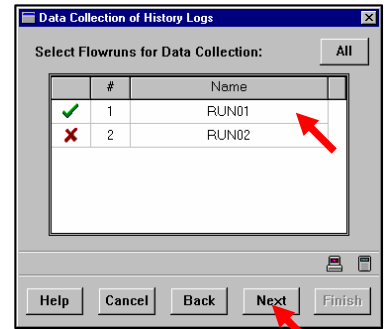 Data Collection of History Logs
Select Flowruns for Data Collection: All
# Name
1 RUN01
2 RUN02
Help Cancel Back Next Finish